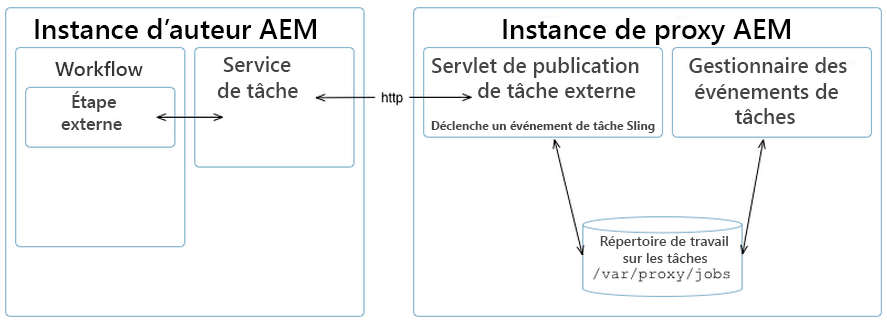 Instance d’auteur AEM
Workflow
Étape
externe
Service
de tâche
http
Instance de proxy AEM
Servlet de publication
de tâche externe
Déclenche un événement de tâche Sling
Gestionnaire des
événements de
tâches
Répertoire de travail
sur les tâches
/var/proxy/jobs